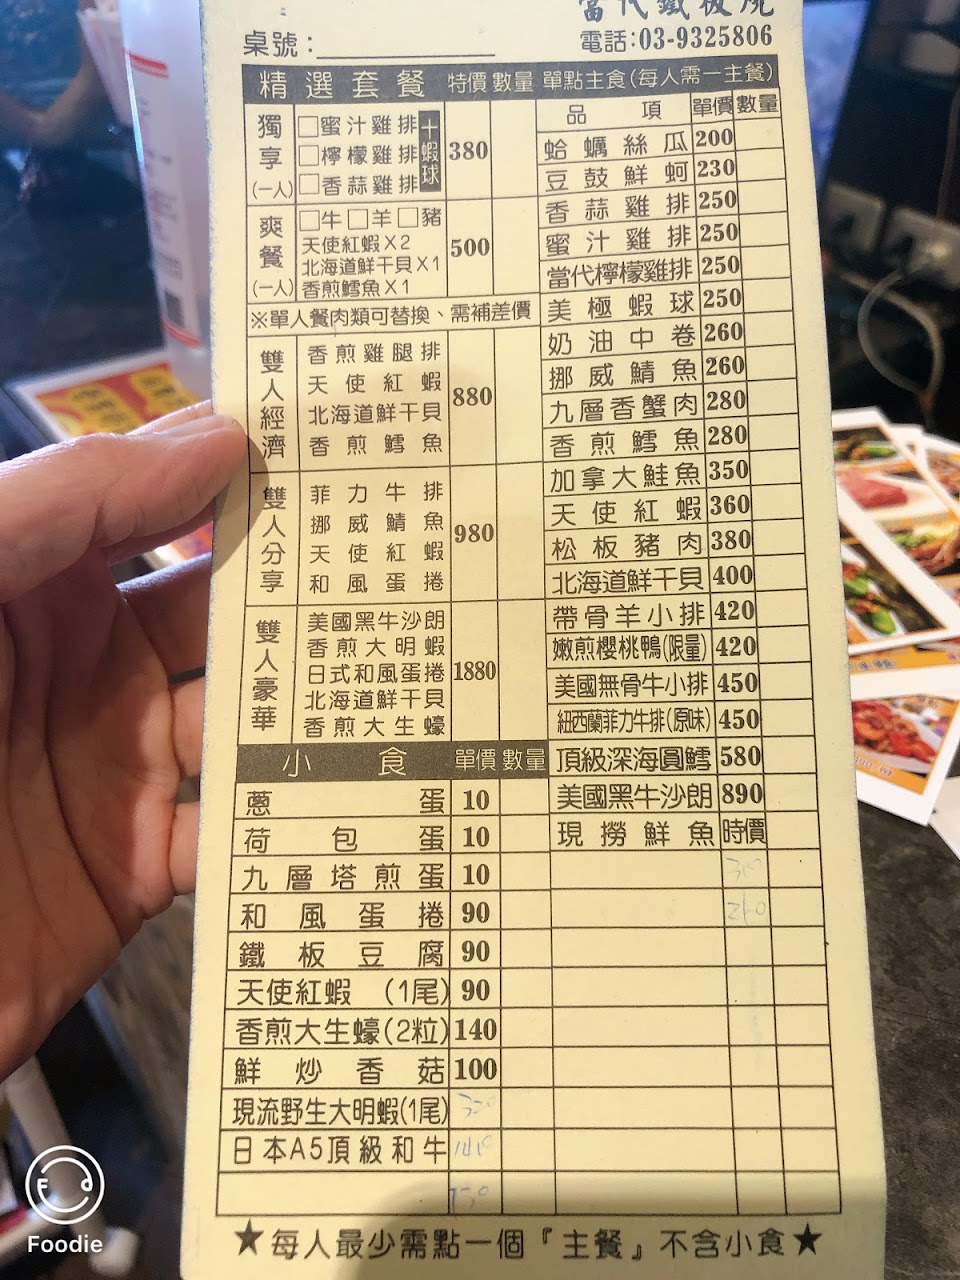 當代鐵板燒
桌號:
電話:03-9325806
精選套餐 特價 數量
獨享(一人)
□蜜汁雞排
□檸檬雞排
□香蒜雞排
十蝦球
380
爽餐(一人)
□牛□羊□豬
天使紅蝦X2
北海道鮮干貝X1
香煎鱈魚X1
500
※單人餐肉類可替換、需補差價
雙人經濟
香煎雞腿排
天使紅蝦
北海道鮮干貝
香煎鱈魚
880
雙人分享
菲力牛排
挪威鯖魚
天使紅蝦
和風蛋捲
980
雙人豪華
美國黑牛沙朗
香煎大明蝦
日式和風蛋捲
北海道鮮干貝
香煎大生蠔
1880
小食 單價 數量
蔥蛋 10
荷包蛋 10
九層塔煎蛋 10
和風蛋捲 90
鐵板豆腐 90
天使紅蝦 (1尾) 90
香煎大生蠔(2粒) 140
鮮炒香菇 100
現流野生大明蝦(1尾)
日本A5頂級和牛
單點主食(每人需一主餐)
品項 單價 數量
蛤蠣絲瓜 200
豆鼓鮮蚵 230
香蒜雞排 250
蜜汁雞排 250
當代檸檬雞排 250
美極蝦球 250
奶油中卷 260
挪威鯖魚 260
九層香蟹肉 280
香煎鱈魚 280
加拿大鮭魚 350
天使紅蝦 360
松板豬肉 380
北海道鮮干貝 400
帶骨羊小排 420
嫩煎櫻桃鴨(限量) 420
美國無骨牛小排 450
紐西蘭菲力牛排(原味) 450
頂級深海圓鱈 580
美國黑牛沙朗 890
現撈鮮魚 時價
★每人最少需點一個『主餐』不含小食★
Foodie